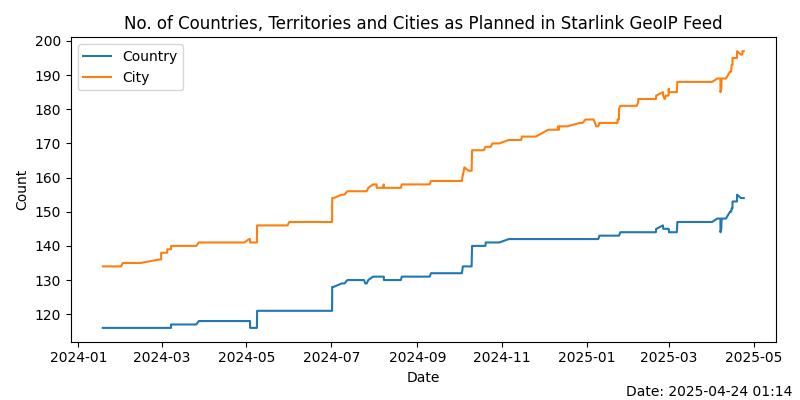 No. of Countries, Territories and Cities as Planned in Starlink GeoIP Feed
Country
City
Count
200
190
180
170
160
150
140
130
120
2024-01 2024-03 2024-05 2024-07 2024-09 2024-11 2025-01 2025-03 2025-05
Date
Date: 2025-04-24 01:14